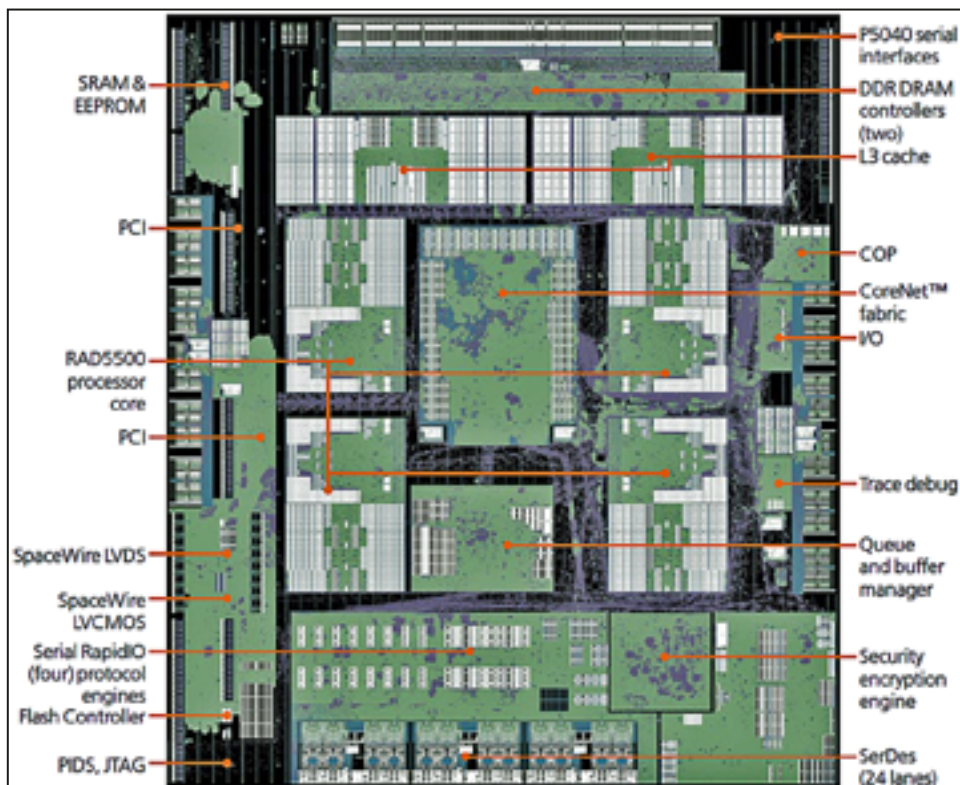 SRAM &
EEPROM
PCI
RAD5500
processor
core
PCI
SpaceWire LVDS
SpaceWire
LVCMOS
Serial RapidIO
(four) protocol
engines
Flash Controller
PIDS, JTAG
P5040 serial
interfaces
DDR DRAM
controllers
(two)
L3 cache
COP
CoreNet™
fabric
I/O
Trace debug
Queue
and buffer
manager
Security
encryption
engine
SerDes
(24 lanes)